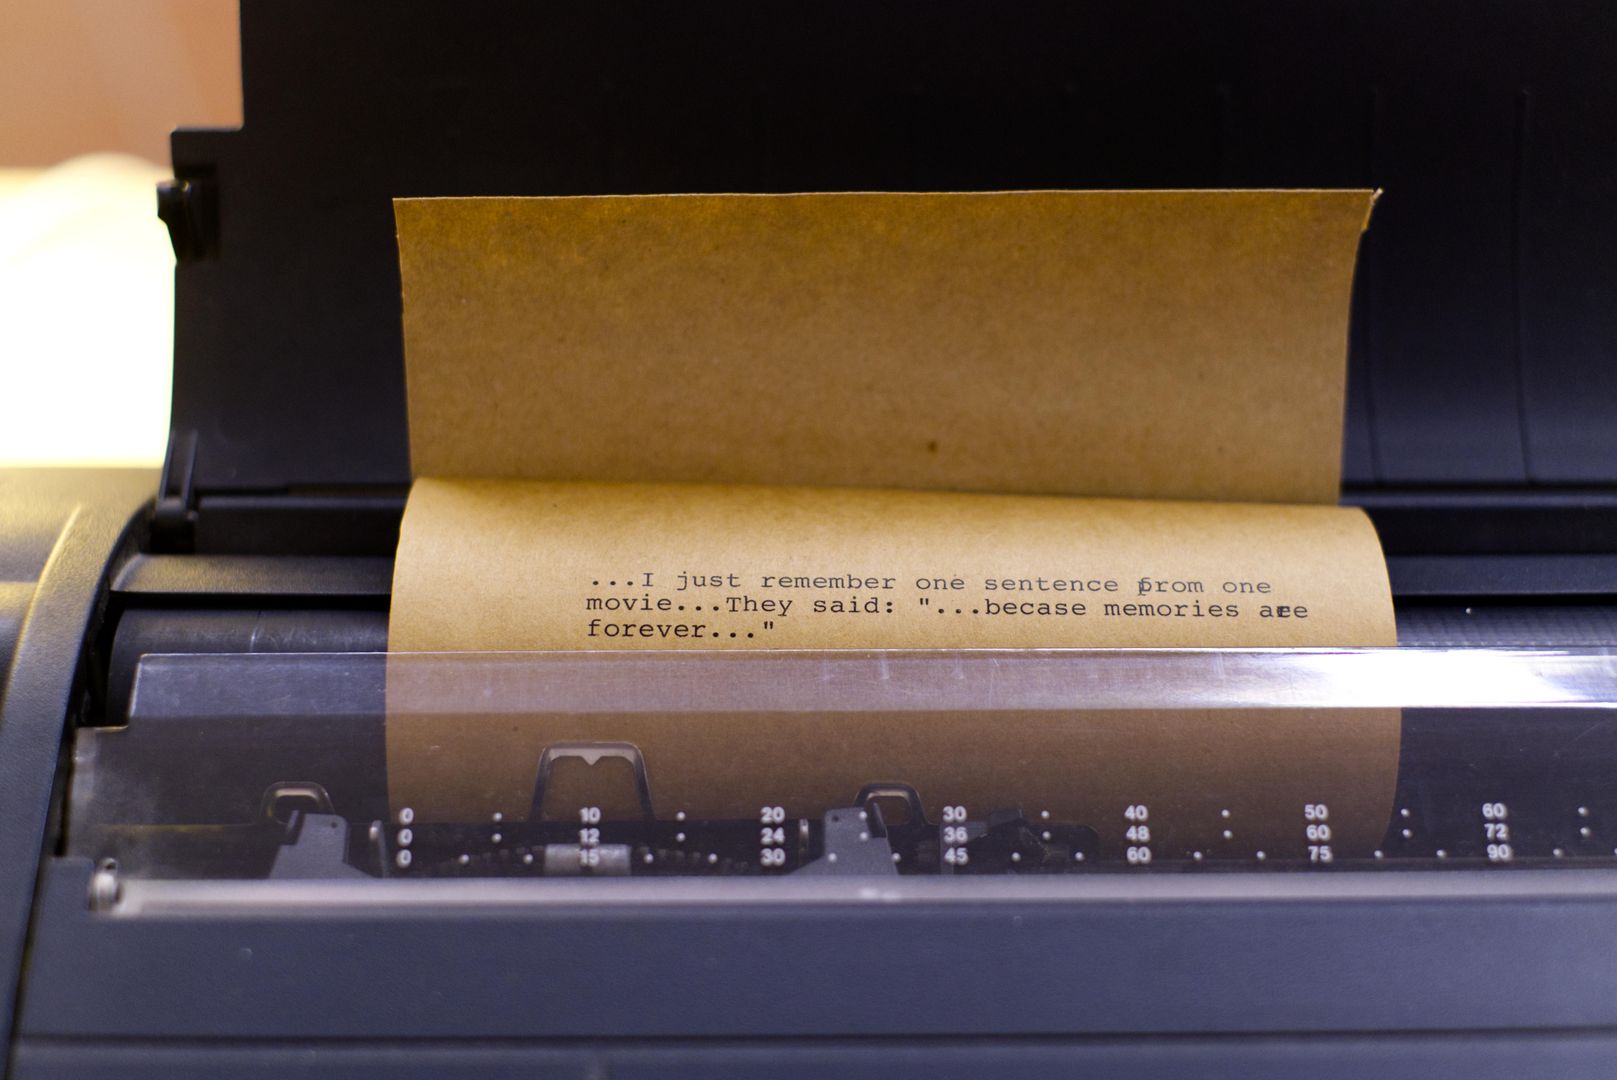 ...I just remember one sentence from one
movie...They said: "...becase memories are
forever..."
0 10 20 30 40 50 60
0 12 24 36 48 60 72
0 15 30 45 60 75 90